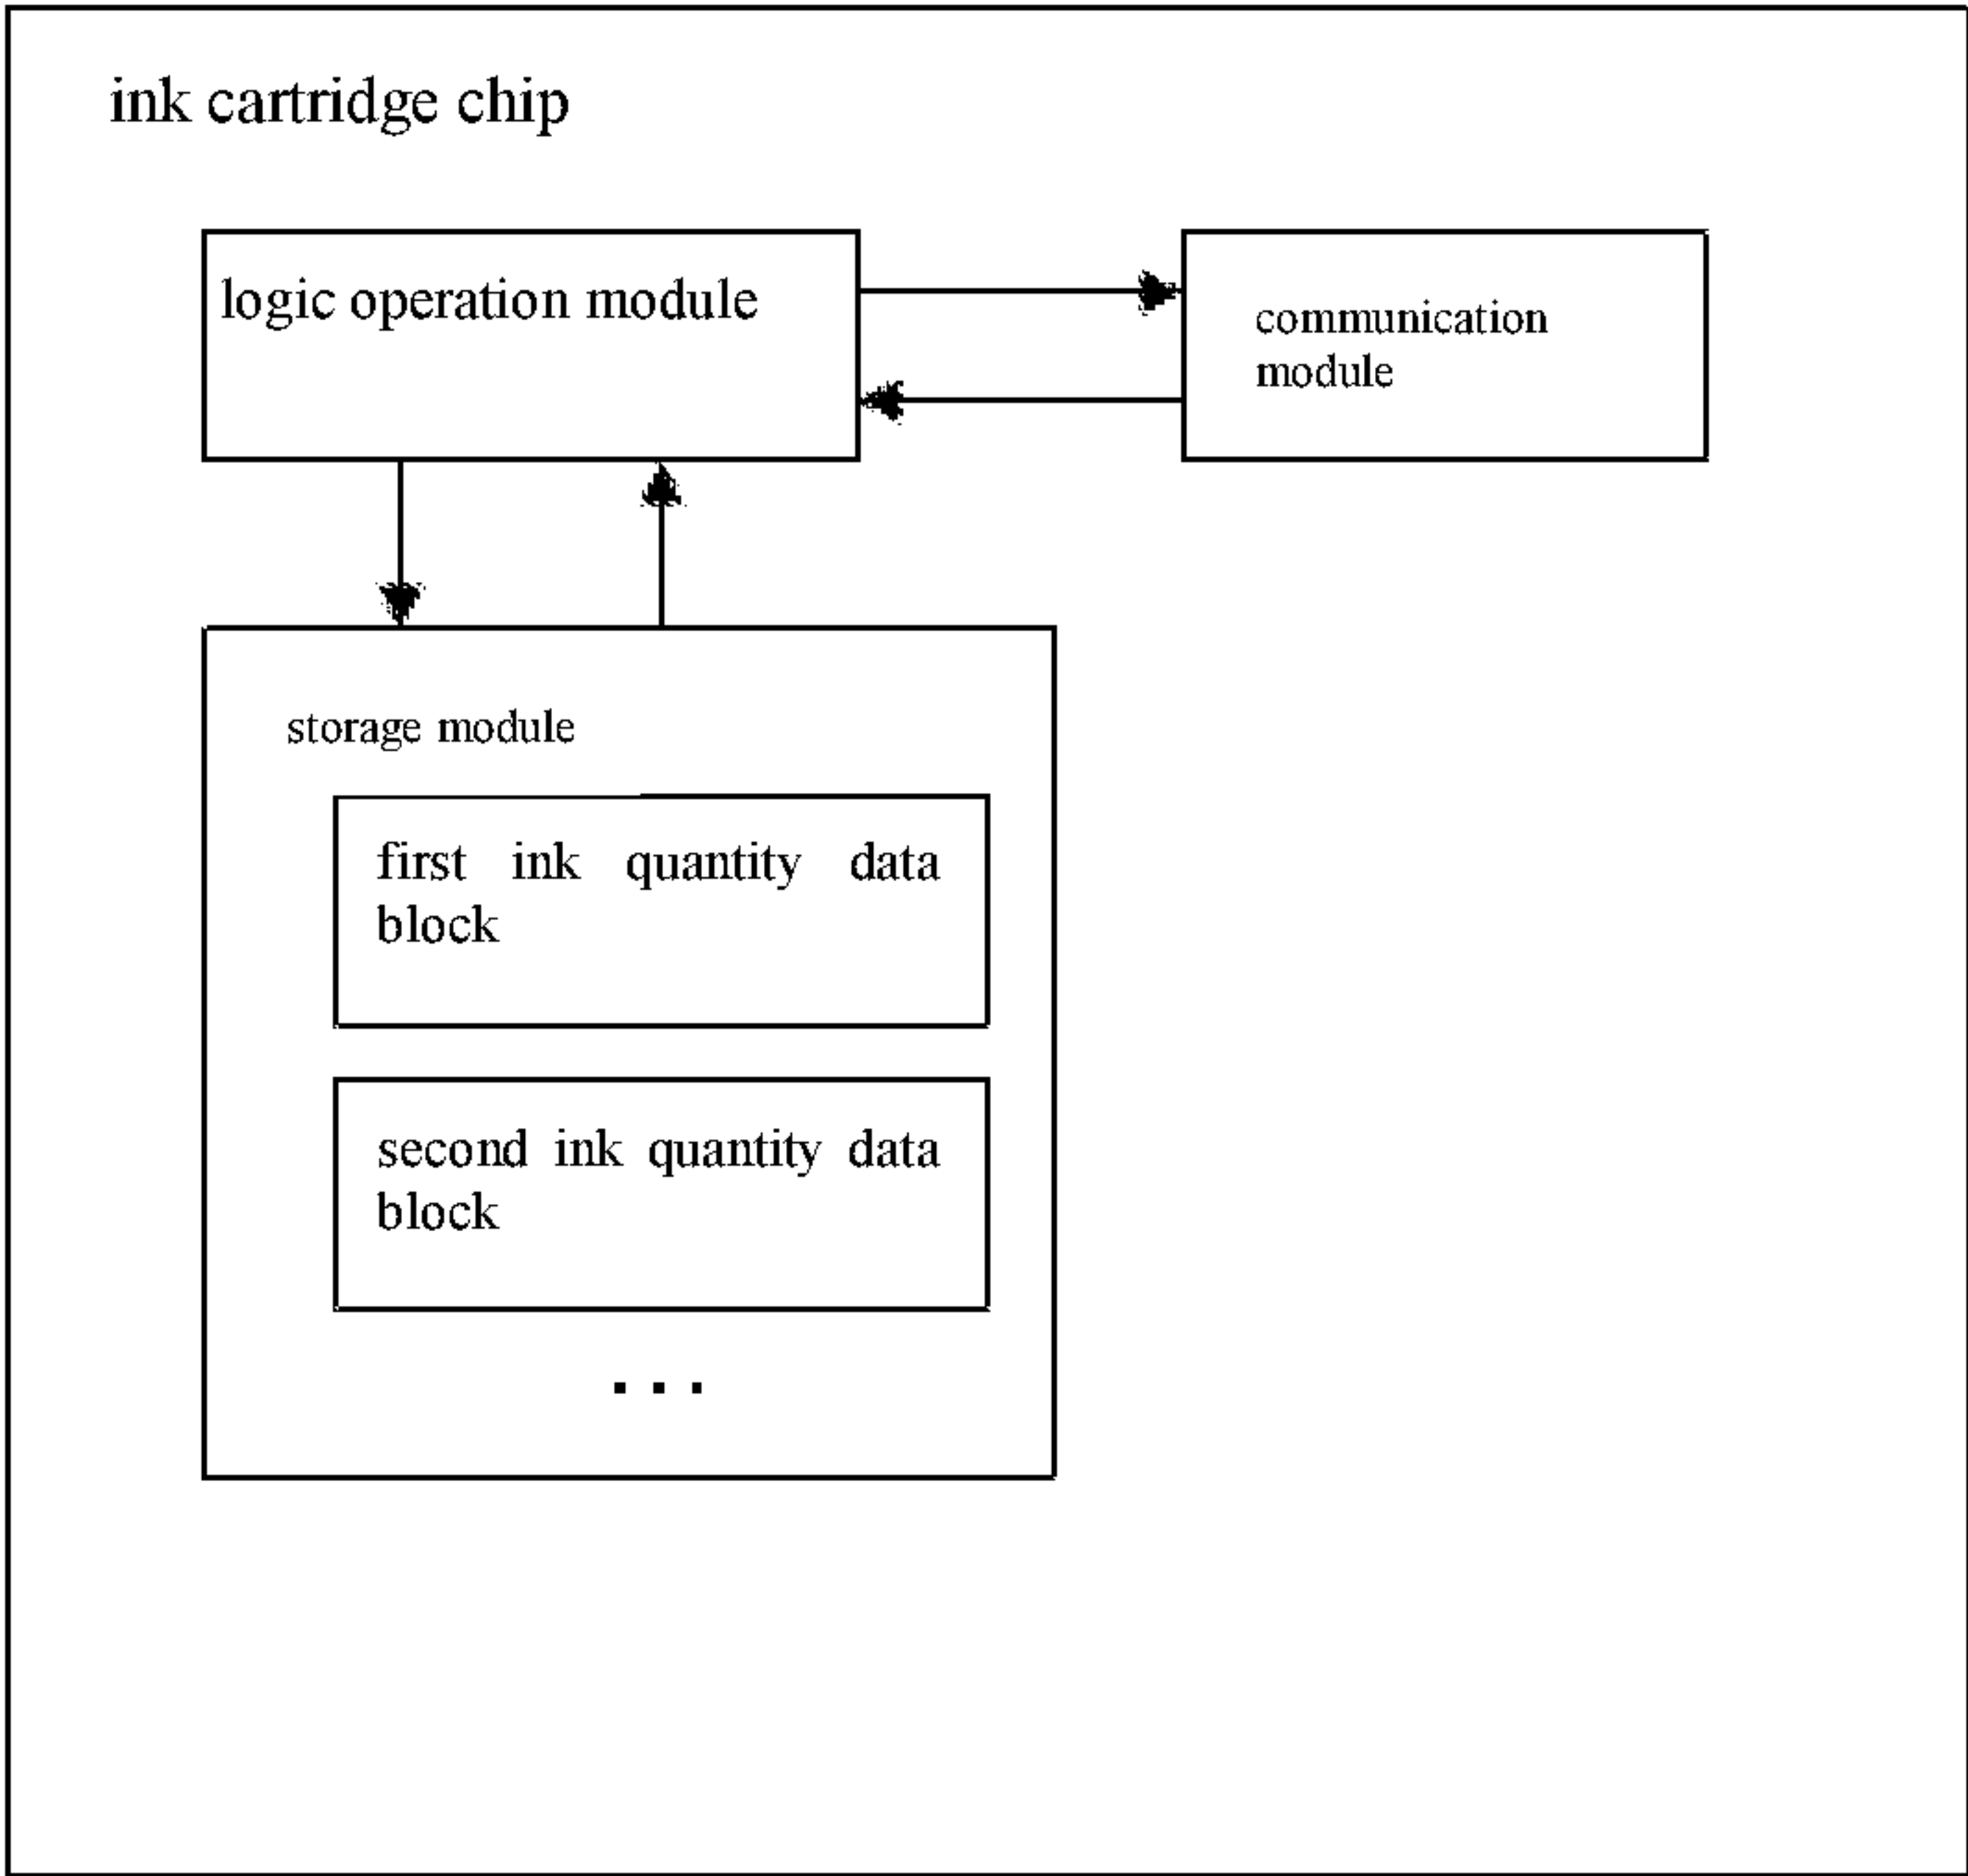 ink cartridge chip
logic operation module
communication
module
storage module
first ink quantity data
block
second ink quantity data
block
...